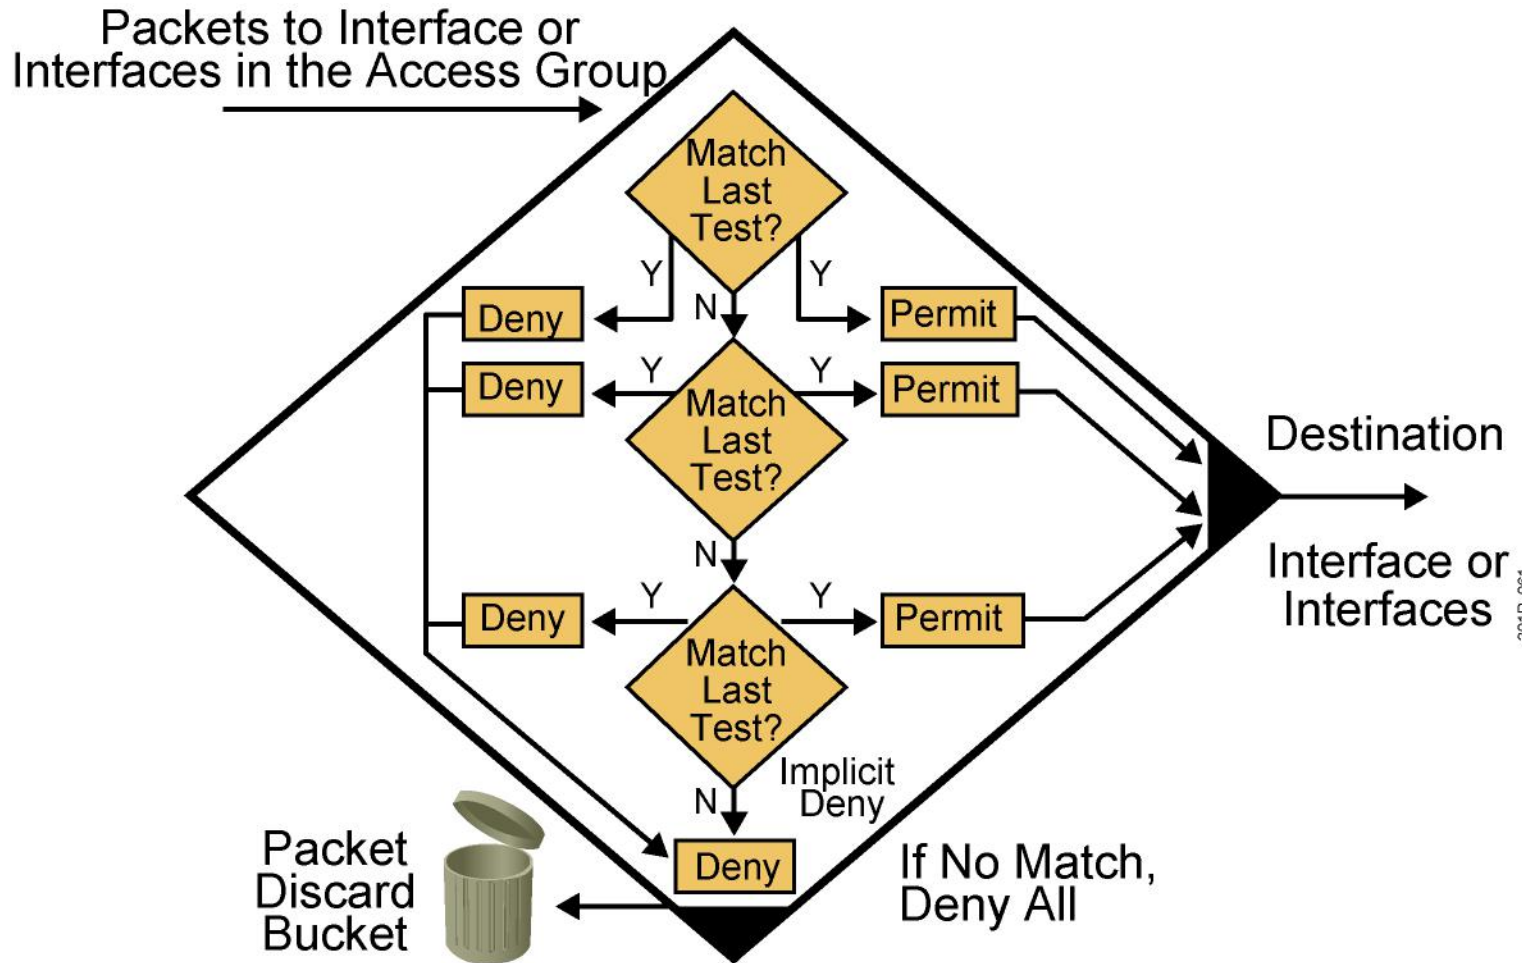 Packets to Interface or
Interfaces in the Access Group
Match
Last
Test?
Y
Y
N
Deny
Permit
Deny
Y
Y
Permit
Match
Last
Test?
N
Destination
Interface or
Interfaces
Deny
Y
Y
Permit
Match
Last
Test?
Implicit
Deny
N
Deny
If No Match,
Deny All
Packet
Discard
Bucket